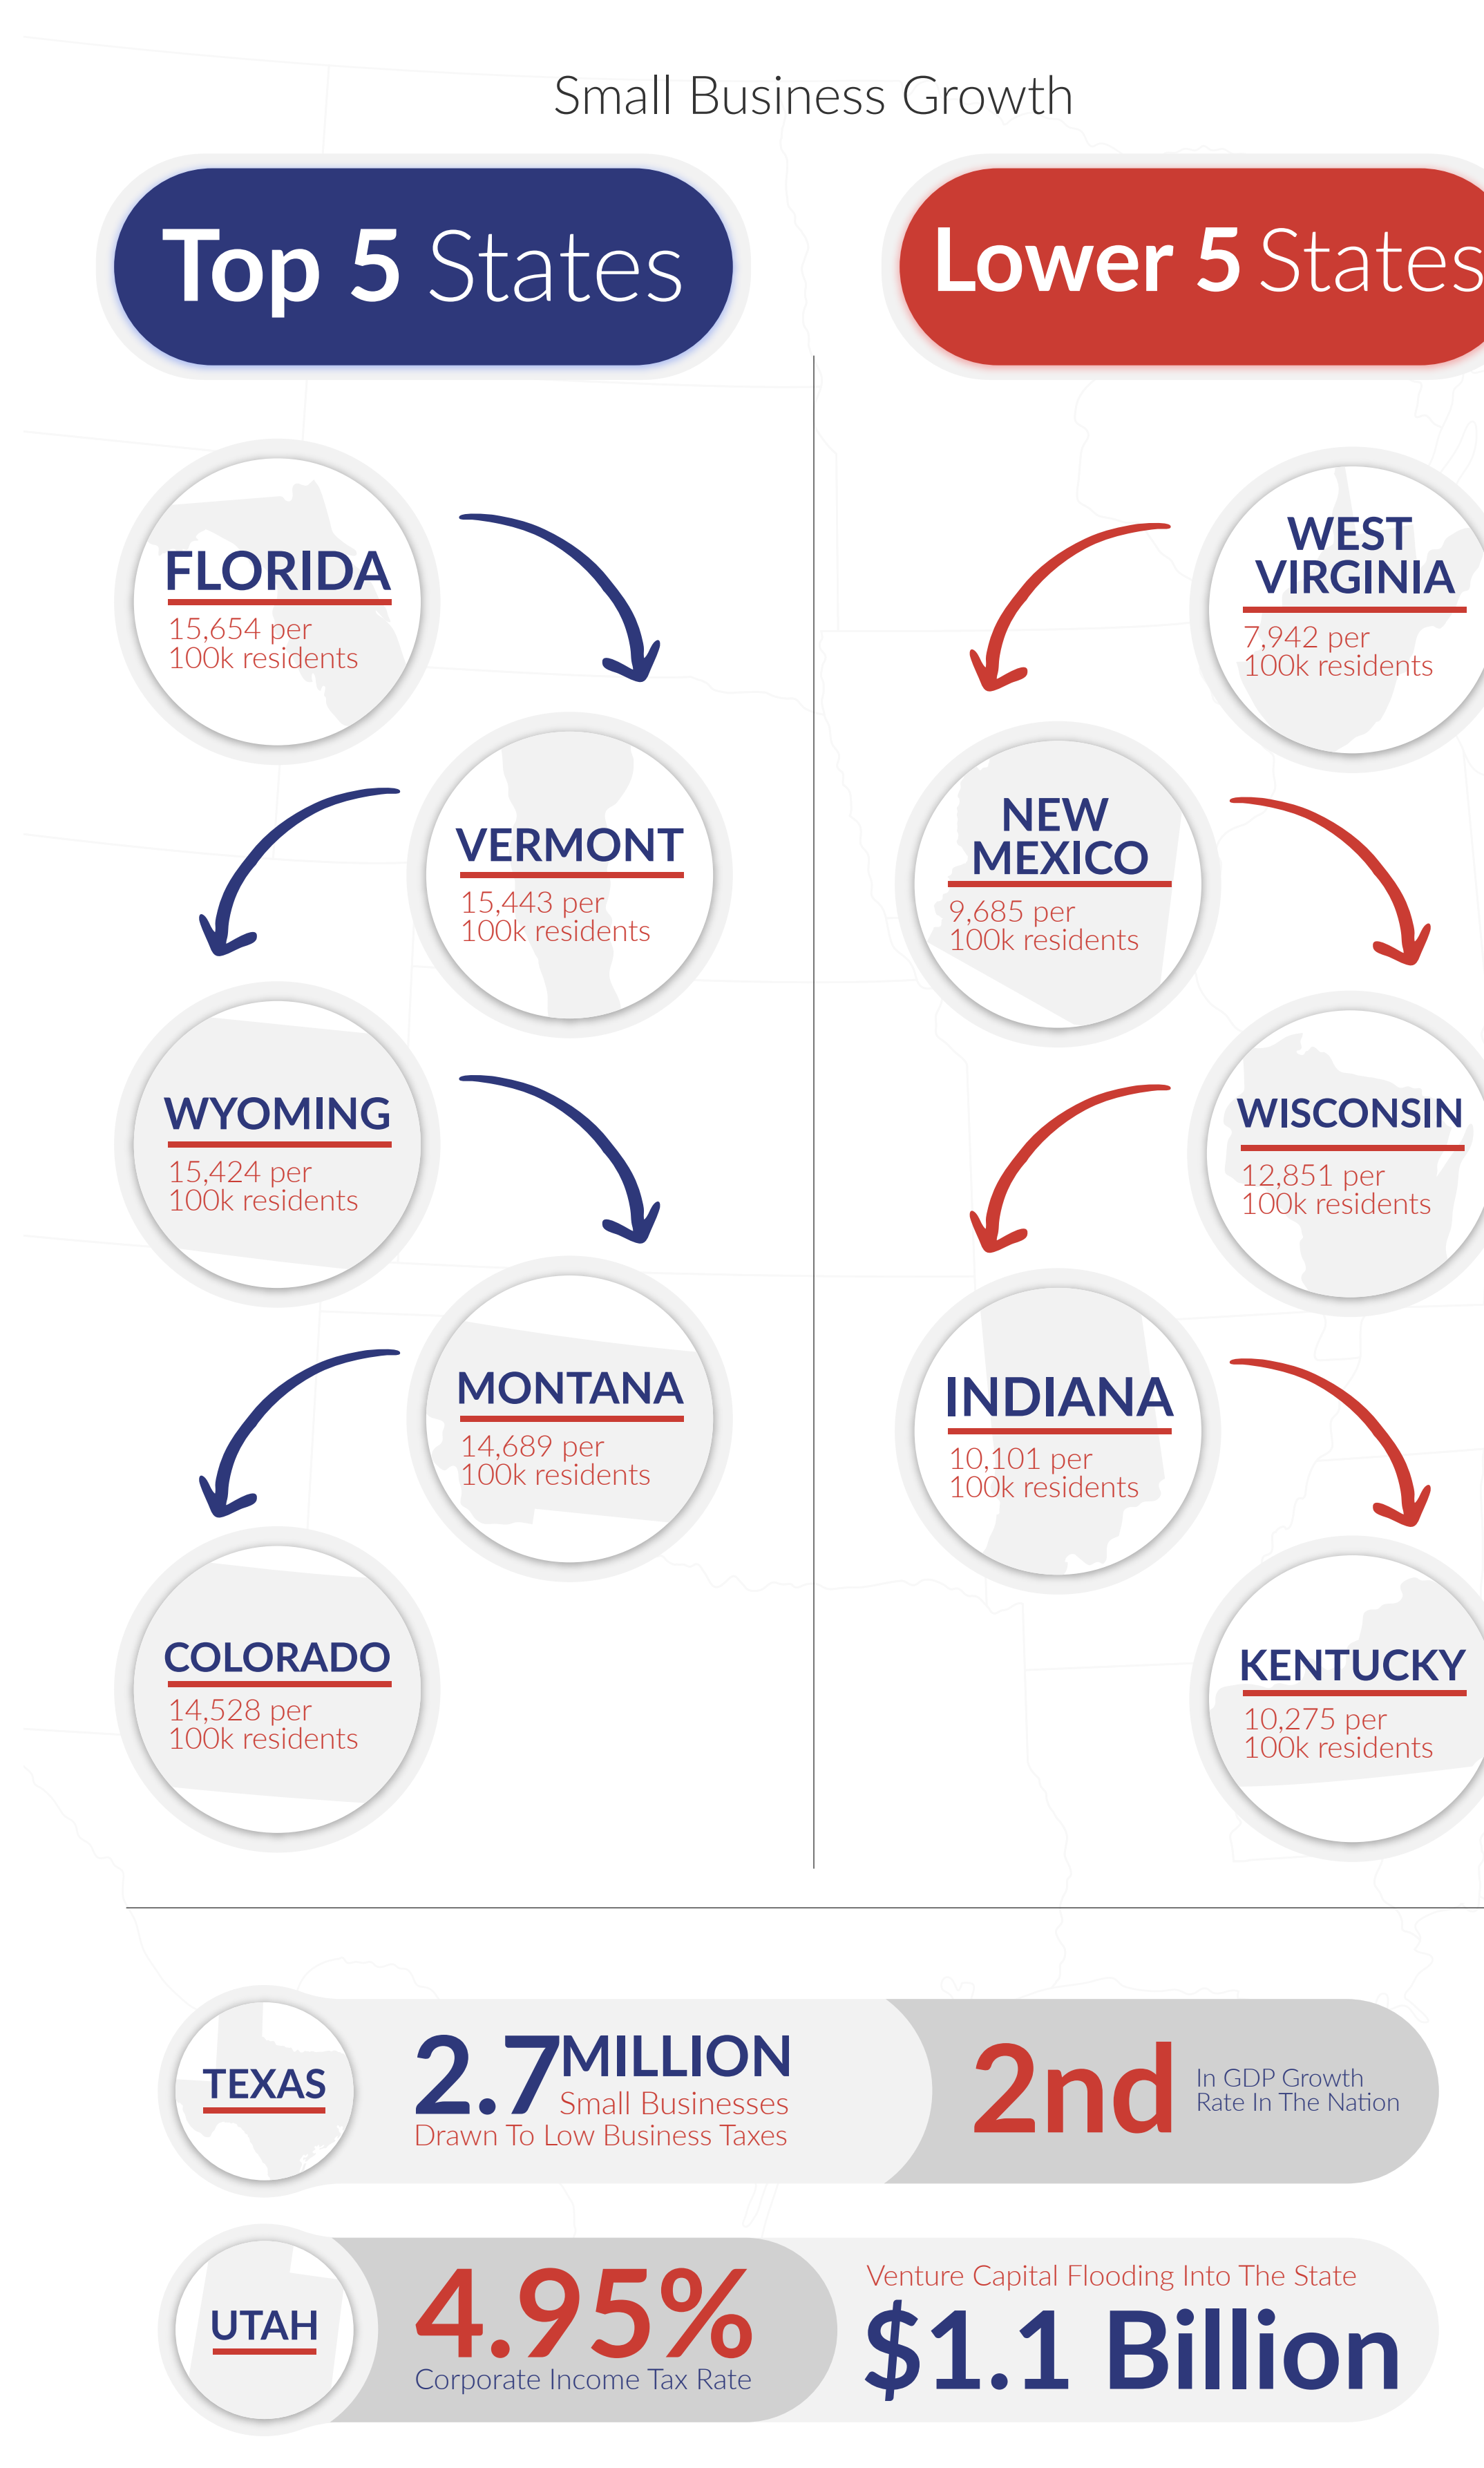 Small Business Growth
Top 5 States
FLORIDA
15,654 per
100k residents
VERMONT
15,443 per
100k residents
WYOMING
15,424 per
100k residents
MONTANA
14,689 per
100k residents
COLORADO
14,528 per
100k residents
Lower 5 States
WEST
VIRGINIA
7,942 per
100k residents
NEW
MEXICO
9,685 per
100k residents
WISCONSIN
12,851 per
100k residents
INDIANA
10,101 per
100k residents
KENTUCKY
10,275 per
100k residents
TEXAS
2.7 MILLION
Small Businesses
Drawn To Low Business Taxes
2nd
In GDP Growth
Rate In The Nation
UTAH
4.95%
Corporate Income Tax Rate
Venture Capital Flooding Into The State
$1.1 Billion